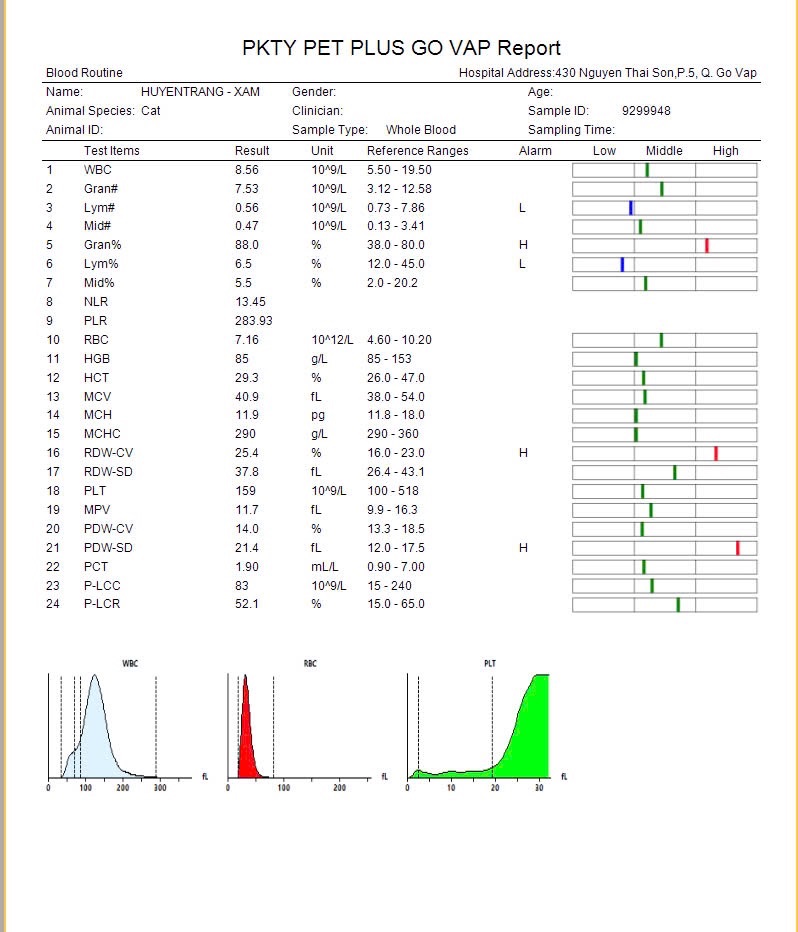 PKTY PET PLUS GO VAP Report
Blood Routine Hospital Address:430 Nguyen Thai Son,P.5, Q. Go Vap
Name: HUYENTRANG - XAM Gender: Age:
Animal Species: Cat Clinician: Sample ID: 9299948
Animal ID: Sample Type: Whole Blood Sampling Time:
Test Items Result Unit Reference Ranges Alarm Low Middle High
1 WBC 8.56 10^9/L 5.50 - 19.50
2 Gran# 7.53 10^9/L 3.12 - 12.58
3 Lym# 0.56 10^9/L 0.73 - 7.86 L
4 Mid# 0.47 10^9/L 0.13 - 3.41
5 Gran% 88.0 % 38.0 - 80.0 H
6 Lym% 6.5 % 12.0 - 45.0 L
7 Mid% 5.5 % 2.0 - 20.2
8 NLR 13.45
9 PLR 283.93
10 RBC 7.16 10^12/L 4.60 - 10.20
11 HGB 85 g/L 85 - 153
12 HCT 29.3 % 26.0 - 47.0
13 MCV 40.9 fL 38.0 - 54.0
14 MCH 11.9 pg 11.8 - 18.0
15 MCHC 290 g/L 290 - 360
16 RDW-CV 25.4 % 16.0 - 23.0 H
17 RDW-SD 37.8 fL 26.4 - 43.1
18 PLT 159 10^9/L 100 - 518
19 MPV 11.7 fL 9.9 - 16.3
20 PDW-CV 14.0 % 13.3 - 18.5
21 PDW-SD 21.4 fL 12.0 - 17.5 H
22 PCT 1.90 mL/L 0.90 - 7.00
23 P-LCC 83 10^9/L 15 - 240
24 P-LCR 52.1 % 15.0 - 65.0
WBC RBC PLT
fL fL fL
0 100 200 300 0 100 200 0 10 20 30